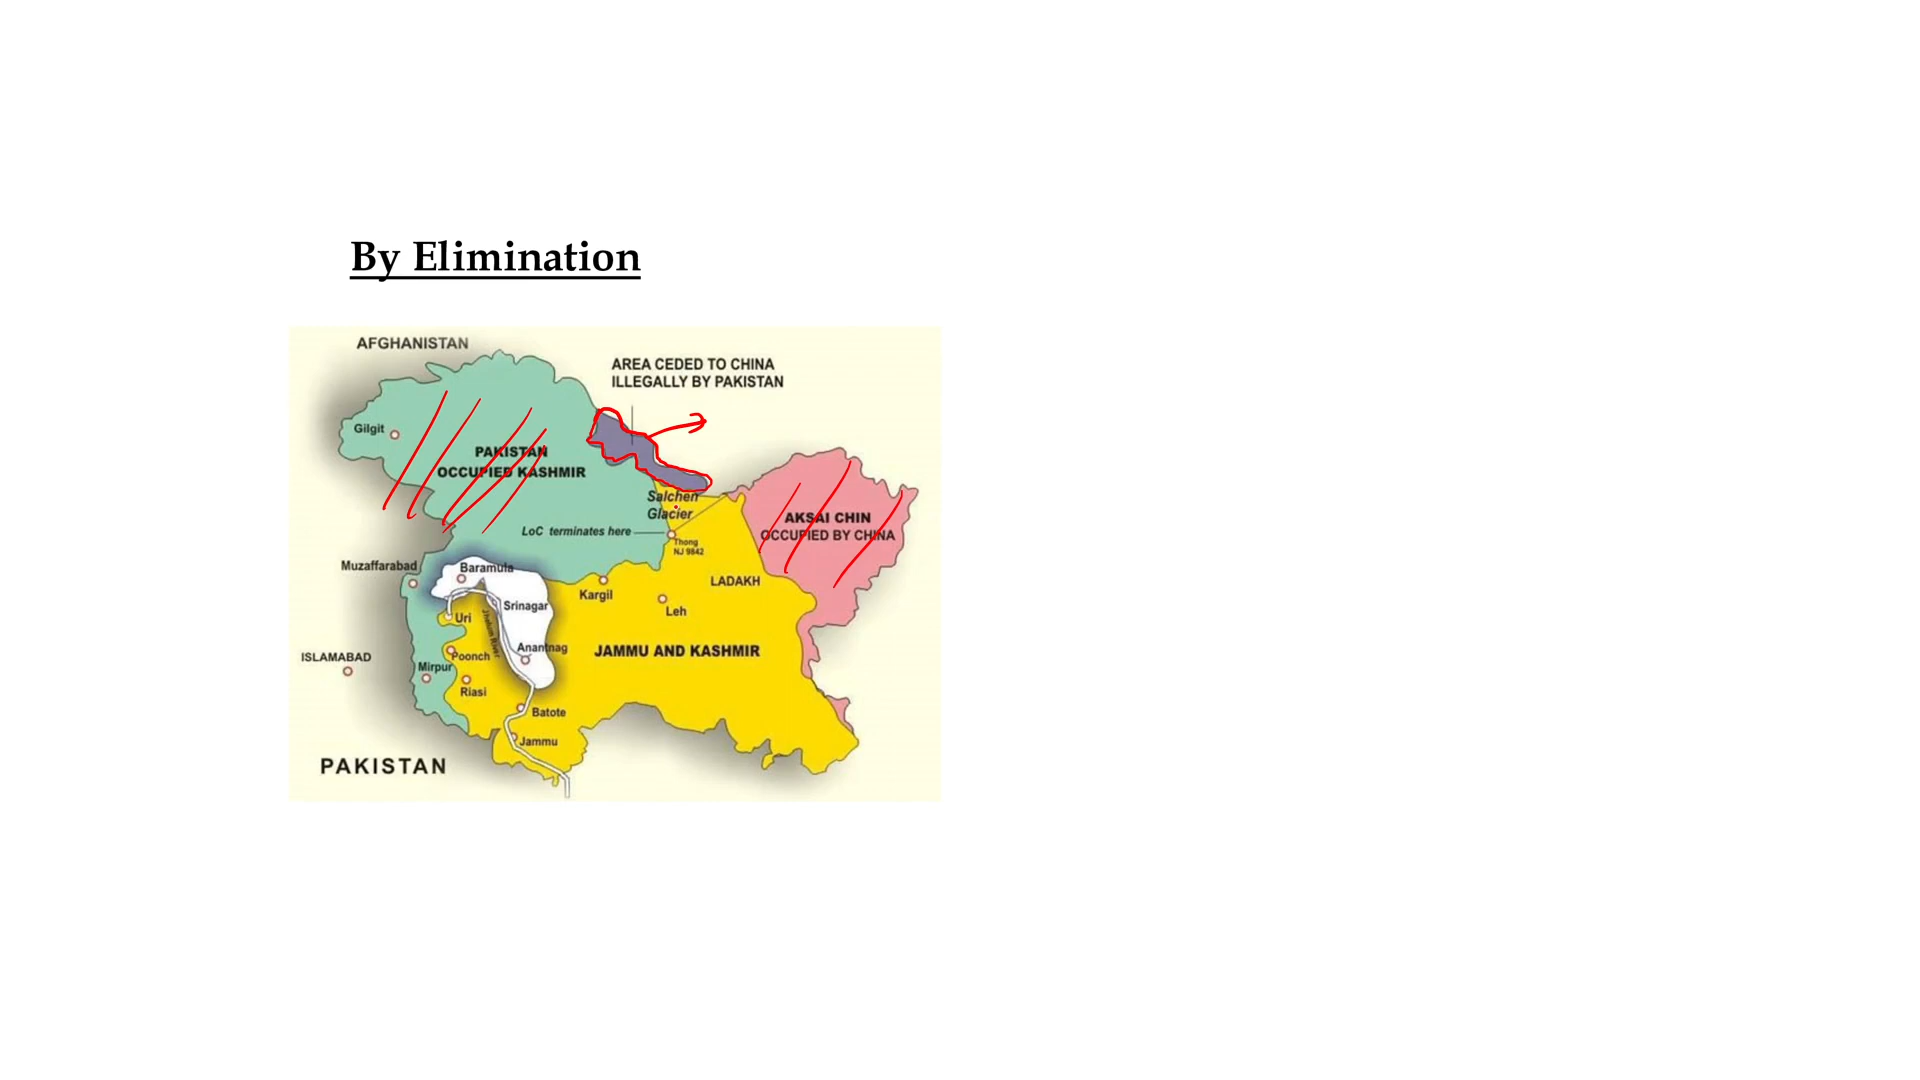 By Elimination
AFGHANISTAN
AREA CEDED TO CHINA
ILLEGALLY BY PAKISTAN
Gilgit
PAKISTAN
OCCUPIED KASHMIR
Salchen
Glacier
AKSAI CHIN
OCCUPIED BY CHINA
LoC terminates here
Thong
NJ 9842
Muzaffarabad
Baramula
LADAKH
Kargil
Srinagar
Leh
Uri
Jhelum River
Anantnag
JAMMU AND KASHMIR
ISLAMABAD
Poonch
Mirpur
Riasi
Batote
Jammu
PAKISTAN